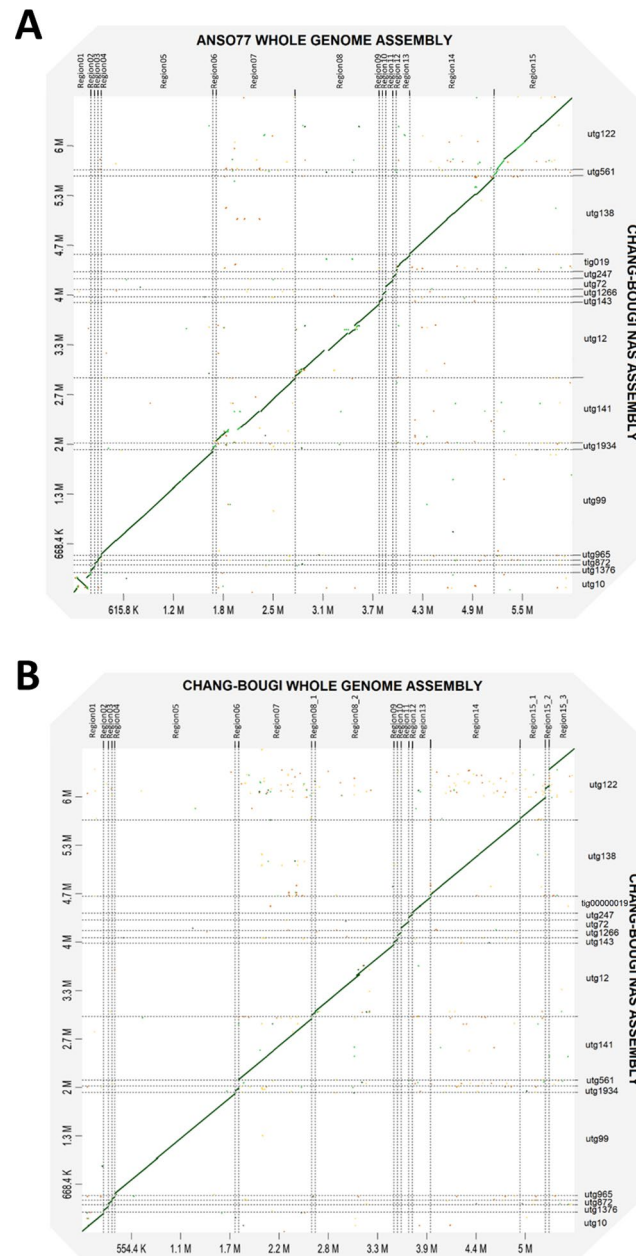 A
ANSO77 WHOLE GENOME ASSEMBLY
Region01
Region02
Region03
Region04
Region05
Region06
Region07
Region08
Region09
Region10
Region11
Region12
Region13
Region14
Region15
6 M
5.3 M
4.7 M
4 M
3.3 M
2.7 M
2 M
1.3 M
668.4 K
utg122
utg561
utg138
tig019
utg247
utg72
utg1266
utg143
utg12
utg141
utg1934
utg99
utg965
utg872
utg1376
utg10
CHANG-BOUGI NAS ASSEMBLY
615.8 K
1.2 M
1.8 M
2.5 M
3.1 M
3.7 M
4.3 M
4.9 M
5.5 M
B
CHANG-BOUGI WHOLE GENOME ASSEMBLY
Region01
Region02
Region03
Region04
Region05
Region06
Region07
Region08_1
Region08_2
Region09
Region10
Region11
Region12
Region13
Region14
Region15_1
Region15_2
Region15_3
6 M
5.3 M
4.7 M
4 M
3.3 M
2.7 M
2 M
1.3 M
668.4 K
utg122
utg138
tig00000019
utg247
utg72
utg1266
utg143
utg12
utg141
utg561
utg1934
utg99
utg965
utg872
utg1376
utg10
CHANG-BOUGI NAS ASSEMBLY
554.4 K
1.1 M
1.7 M
2.2 M
2.8 M
3.3 M
3.9 M
4.4 M
5 M